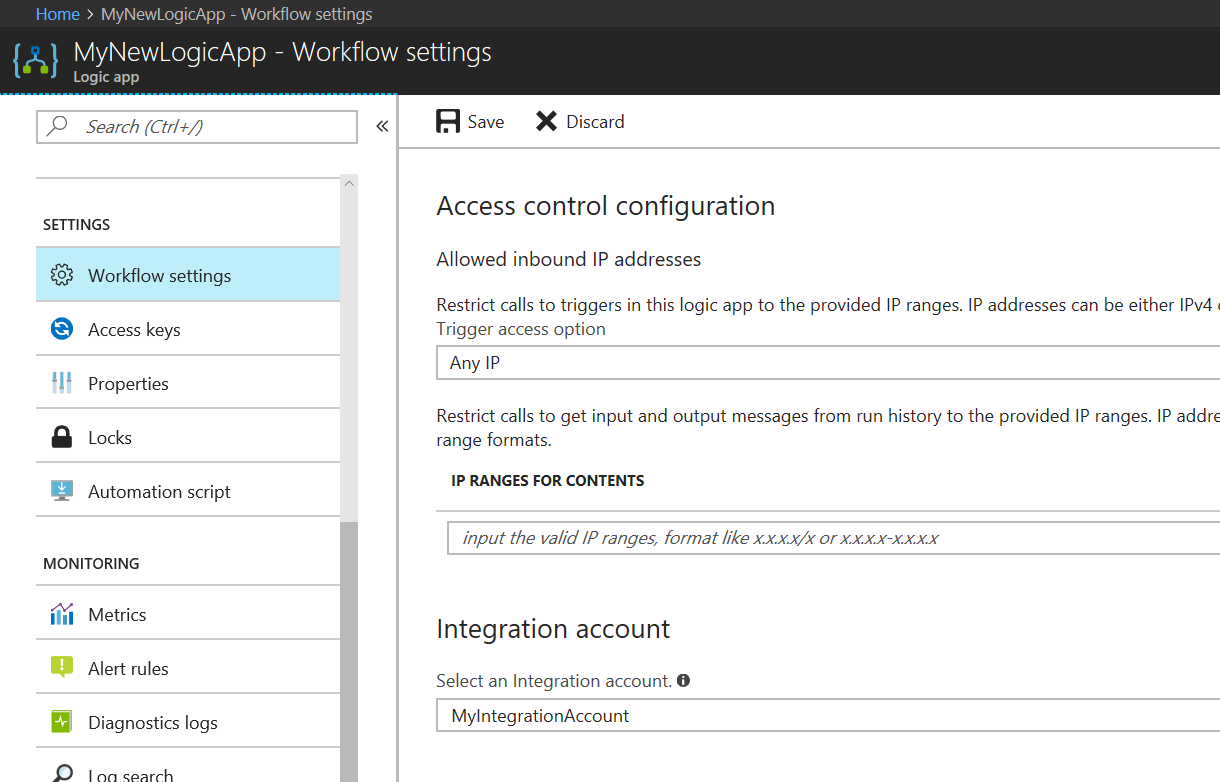 Home > MyNewLogicApp - Workflow settings
MyNewLogicApp - Workflow settings
Logic app
Search (Ctrl+/)
«
SETTINGS
Workflow settings
Access keys
Properties
Locks
Automation script
MONITORING
Metrics
Alert rules
Diagnostics logs
Log search
Save
Discard
Access control configuration
Allowed inbound IP addresses
Restrict calls to triggers in this logic app to the provided IP ranges. IP addresses can be either IPv4
Trigger access option
Any IP
Restrict calls to get input and output messages from run history to the provided IP ranges. IP addre
range formats.
IP RANGES FOR CONTENTS
input the valid IP ranges, format like x.x.x.x/x or x.x.x.x-x.x.x.x
Integration account
Select an Integration account.
MyIntegrationAccount